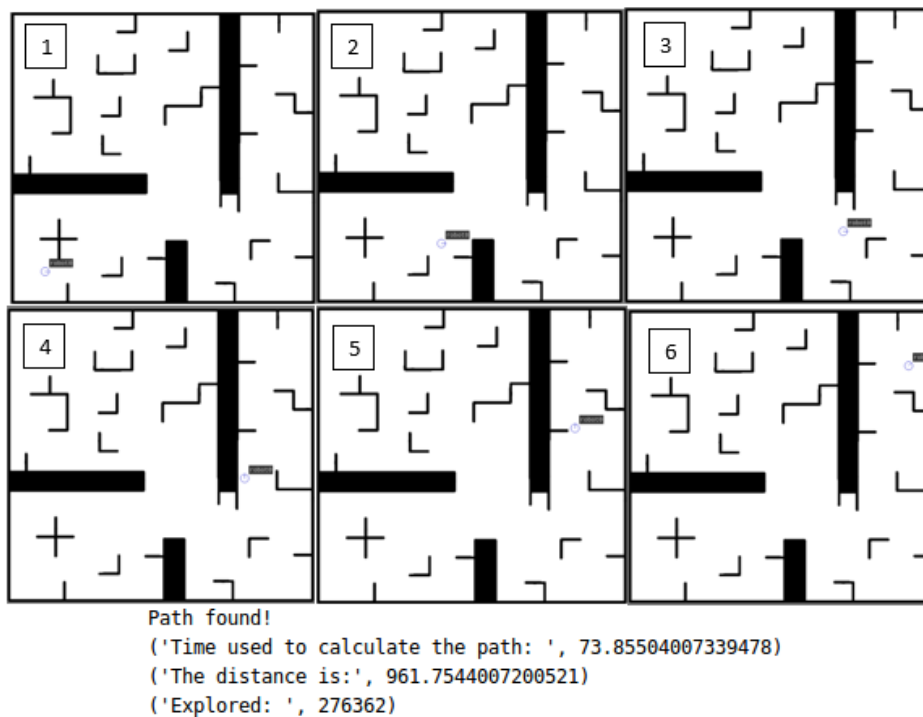 1
2
3
4
5
6
Path found!
('Time used to calculate the path: ', 73.85504007339478)
('The distance is:', 961.7544007200521)
('Explored: ', 276362)